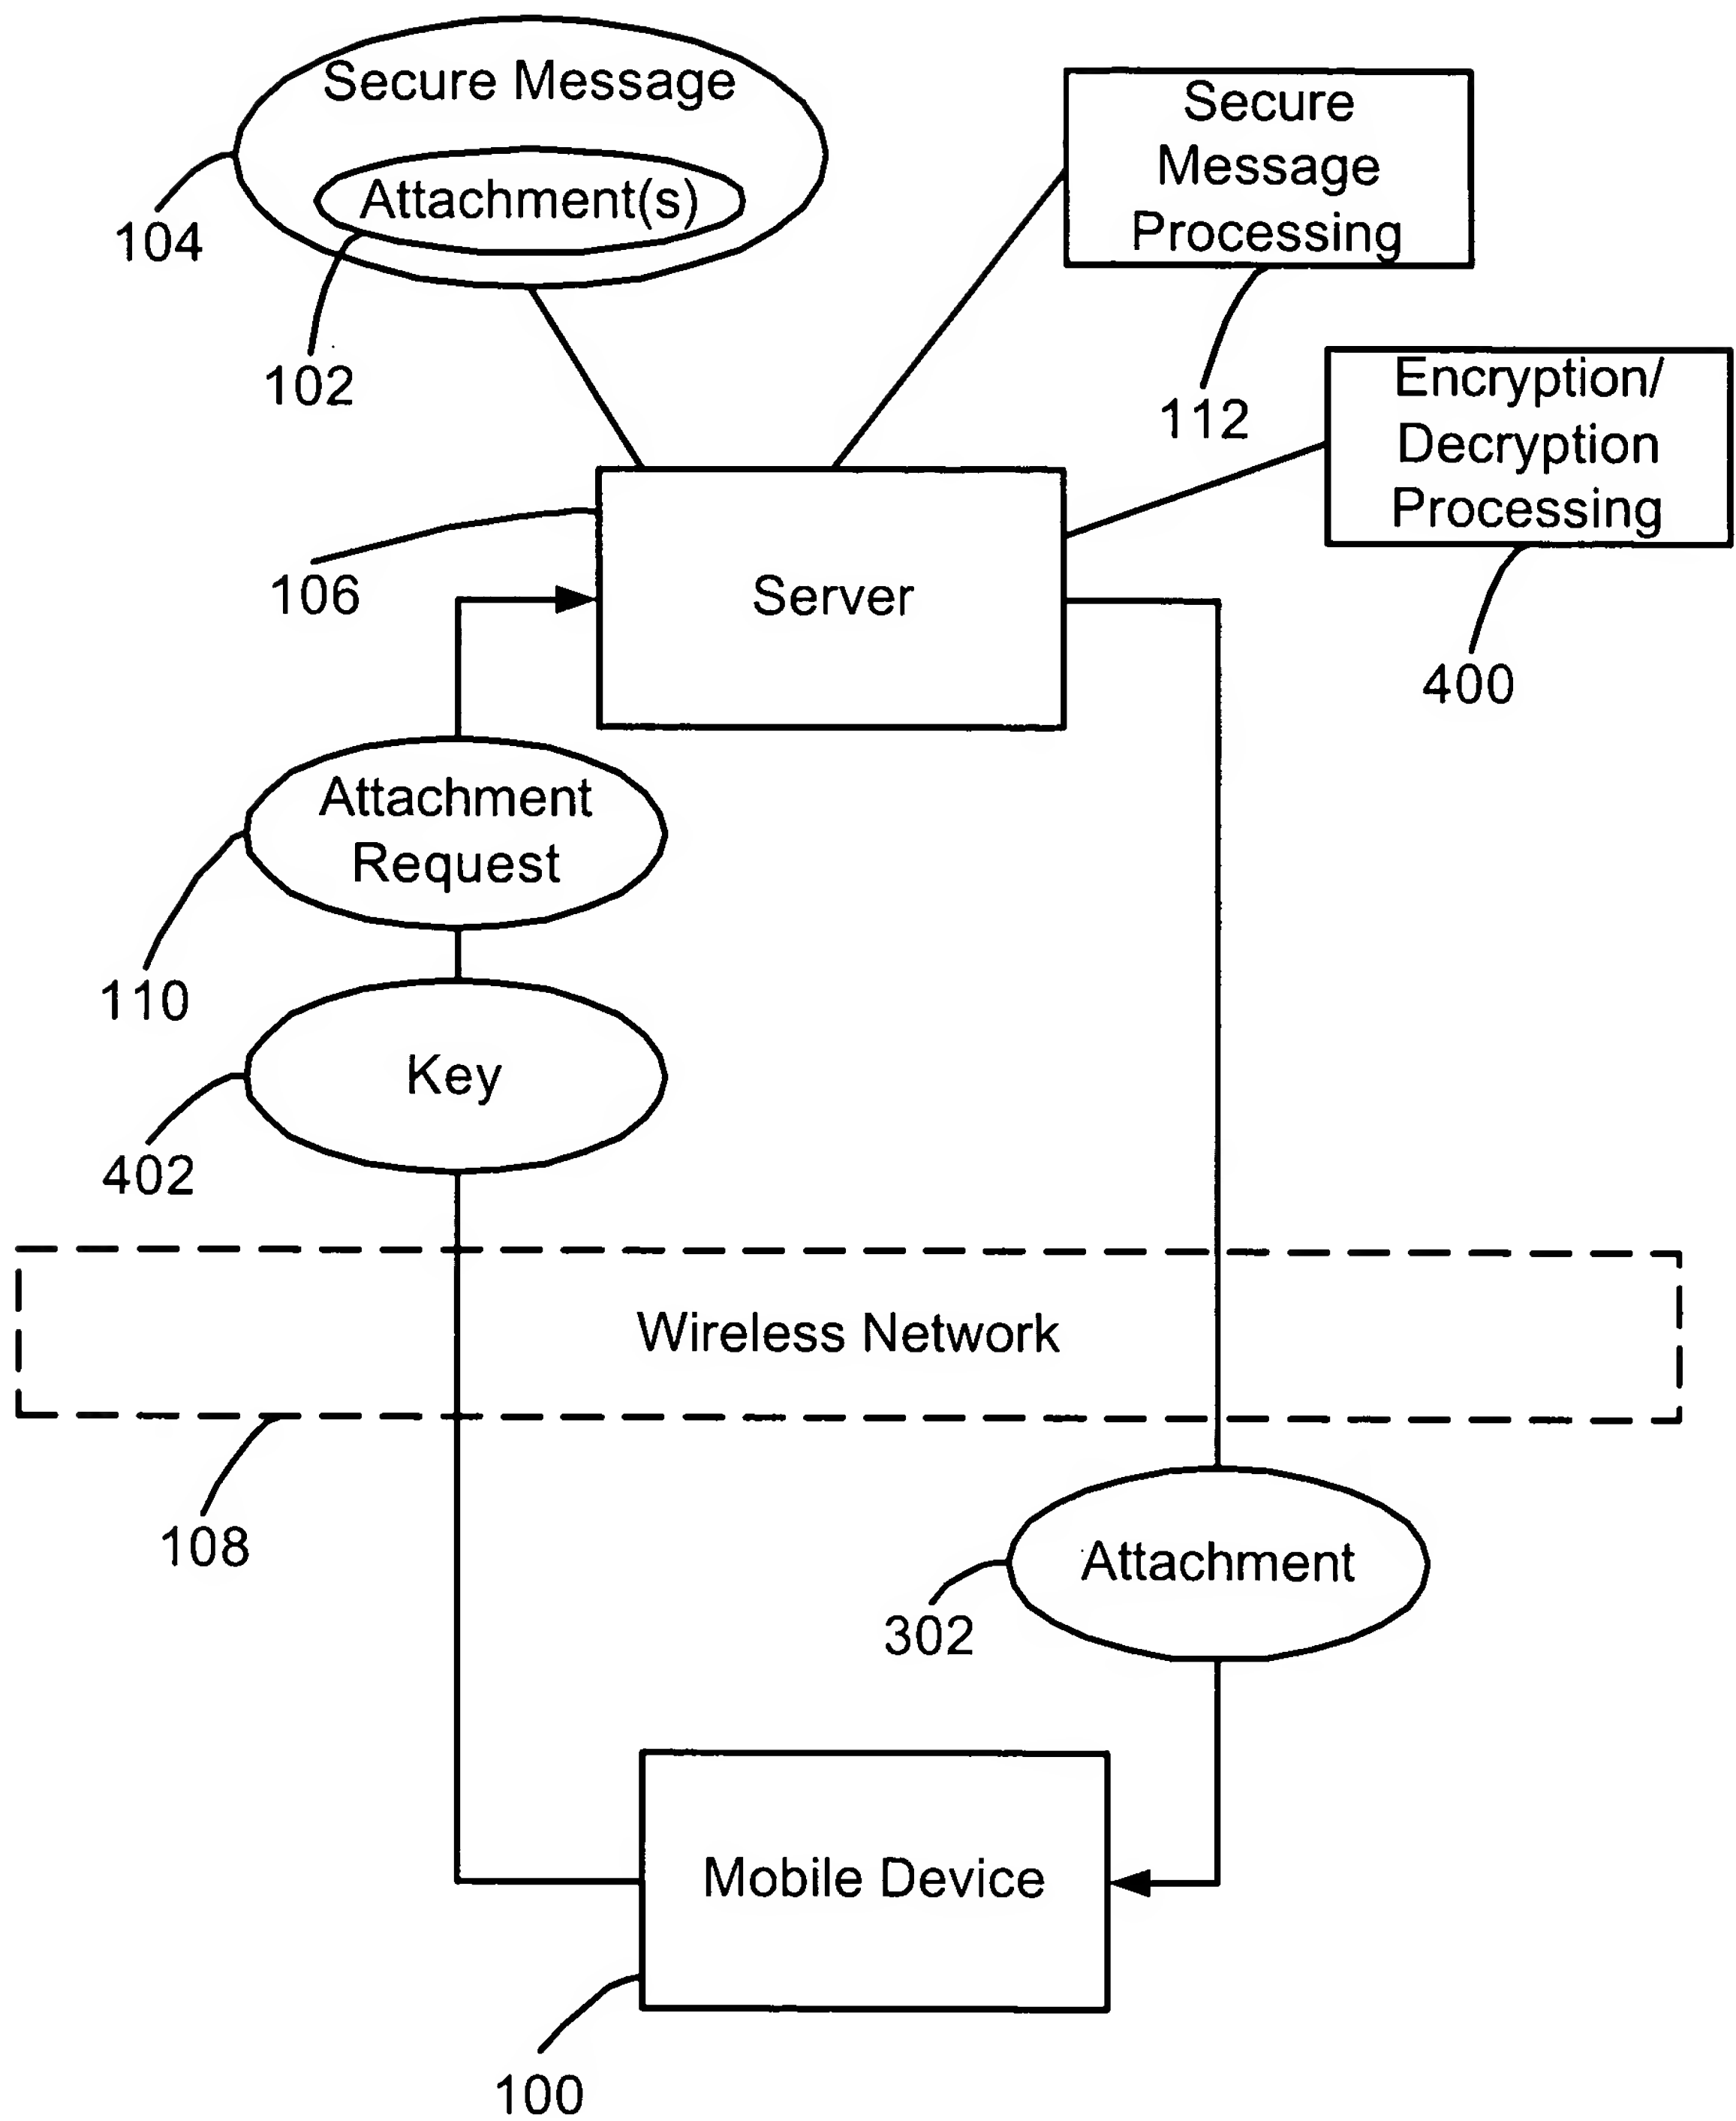 Secure Message
Attachment(s)
104
102
Secure
Message
Processing
112
Encryption/
Decryption
Processing
400
106
Server
Attachment
Request
110
Key
402
Wireless Network
108
Attachment
302
Mobile Device
100